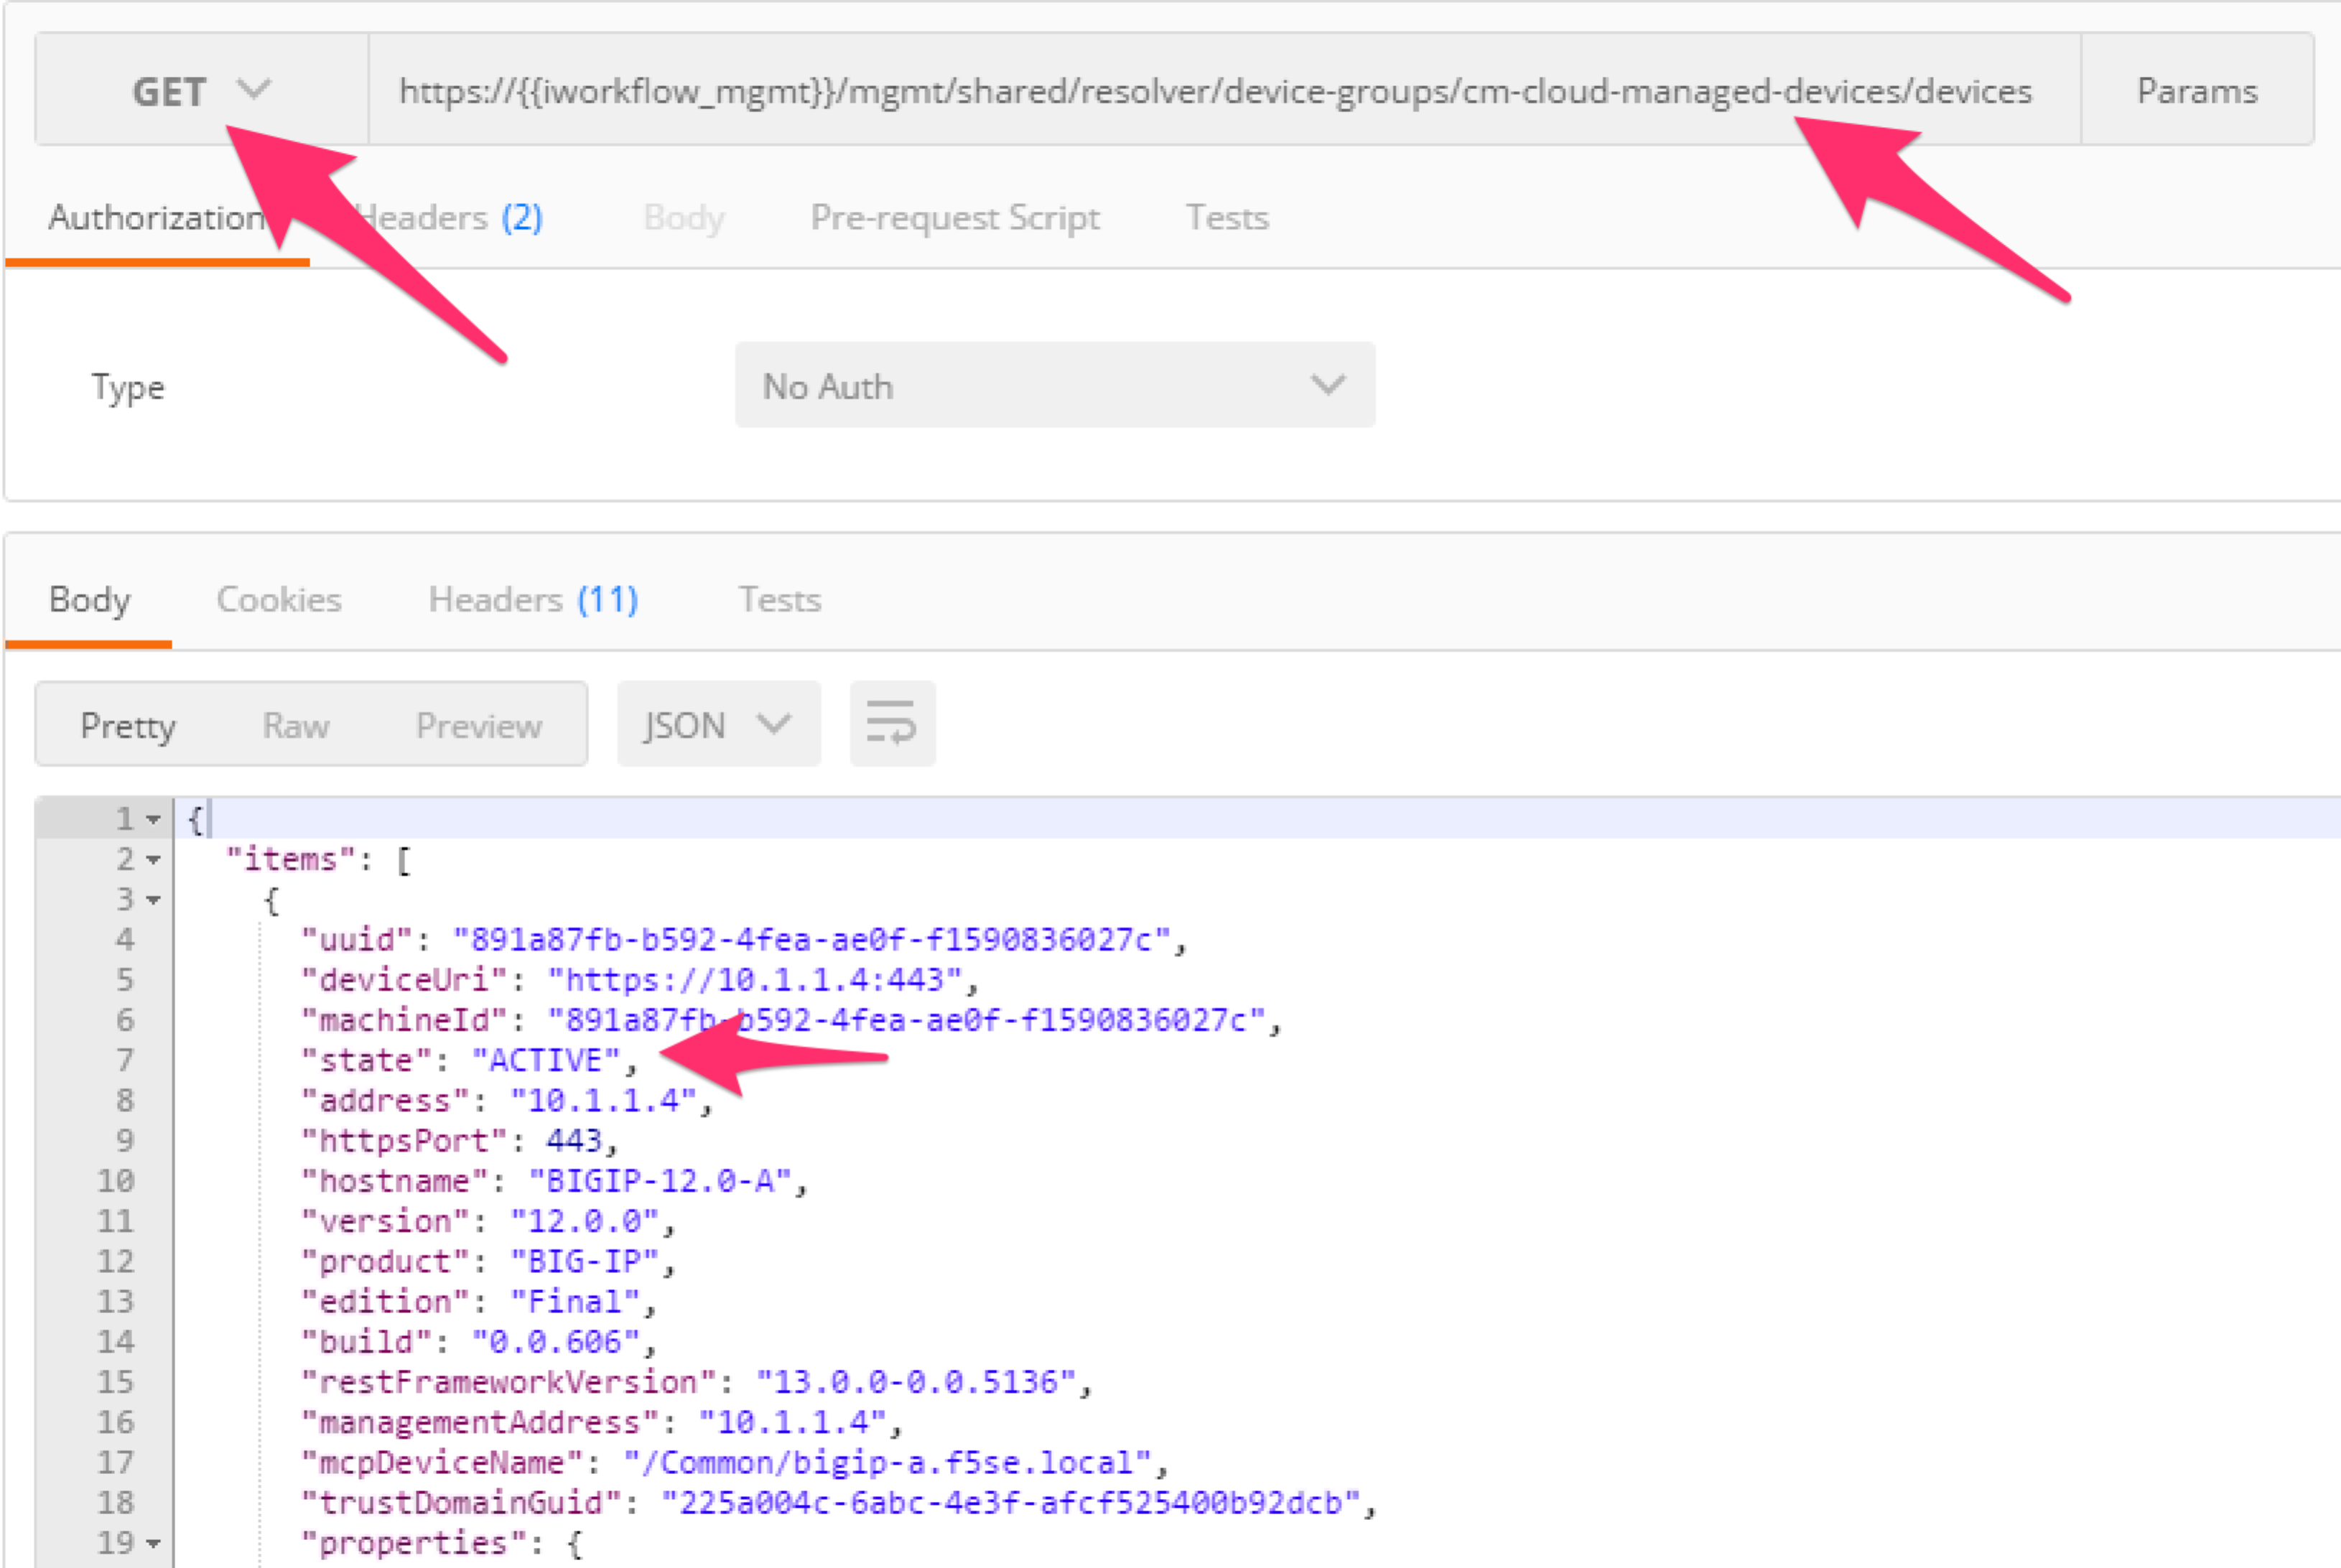 GET https://{{iworkflow_mgmt}}/mgmt/shared/resolver/device-groups/cm-cloud-managed-devices/devices Params
Authorization Headers (2) Body Pre-request Script Tests
Type No Auth
Body Cookies Headers (11) Tests
Pretty Raw Preview JSON
1 {
2 "items": [
3 {
4 "uuid": "891a87fb-b592-4fea-ae0f-f1590836027c",
5 "deviceUri": "https://10.1.1.4:443",
6 "machineId": "891a87fb-b592-4fea-ae0f-f1590836027c",
7 "state": "ACTIVE",
8 "address": "10.1.1.4",
9 "httpsPort": 443,
10 "hostname": "BIGIP-12.0-A",
11 "version": "12.0.0",
12 "product": "BIG-IP",
13 "edition": "Final",
14 "build": "0.0.606",
15 "restFrameworkVersion": "13.0.0-0.0.5136",
16 "managementAddress": "10.1.1.4",
17 "mcpDeviceName": "/Common/bigip-a.f5se.local",
18 "trustDomainGuid": "225a004c-6abc-4e3f-afcf525400b92dcb",
19 "properties": {